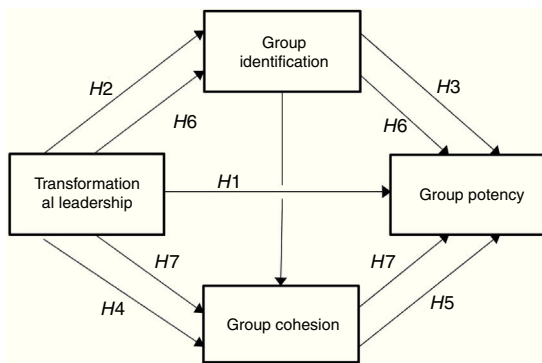 Group
identification
H2
H3
H6
H6
Transformation
al leadership
H1
Group potency
H7
H7
H4
H5
Group cohesion